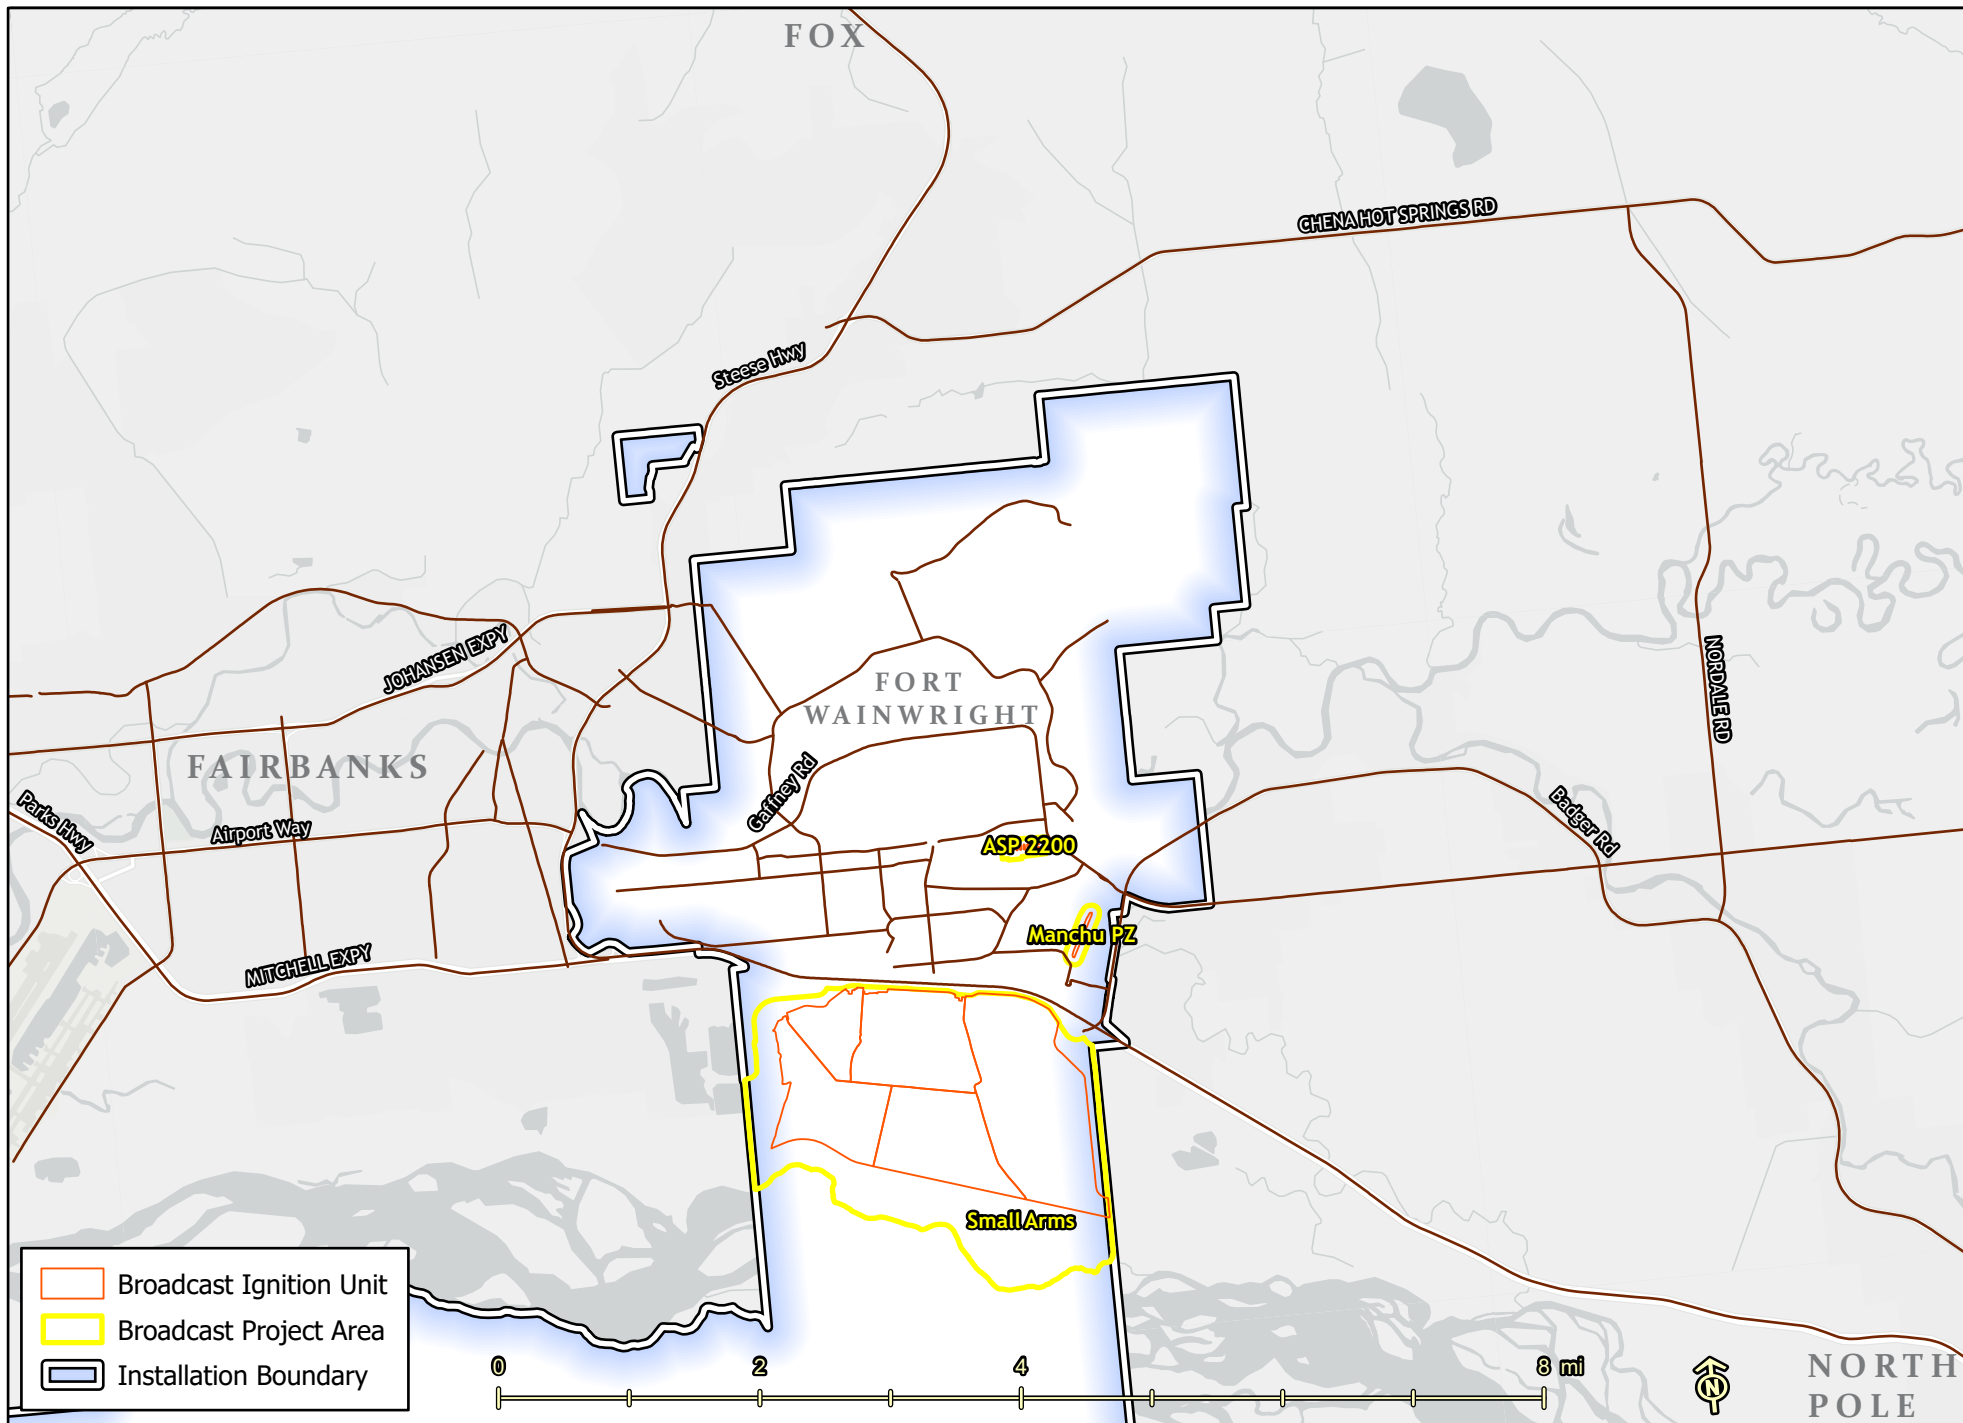 FOX
CHENA HOT SPRINGS RD
Steese Hwy
JOHANSEN EXPY
NORDALE RD
FORT
WAINWRIGHT
FAIRBANKS
Gaffney Rd
Parks Hwy
Airport Way
Badger Rd
ASP 2200
Manchu PZ
MITCHELL EXPY
Small Arms
Broadcast Ignition Unit
Broadcast Project Area
Installation Boundary
0 2 4 8 mi
N
NORTH
POLE